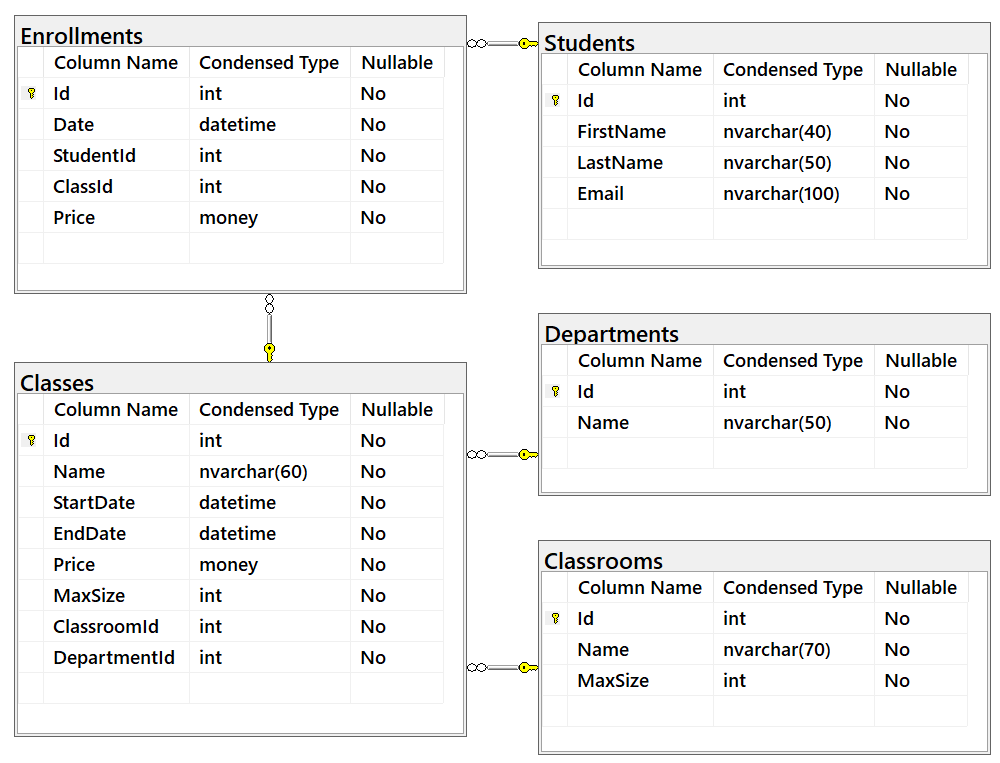 Enrollments
Column Name Condensed Type Nullable
Id int No
Date datetime No
StudentId int No
ClassId int No
Price money No
Students
Column Name Condensed Type Nullable
Id int No
FirstName nvarchar(40) No
LastName nvarchar(50) No
Email nvarchar(100) No
Departments
Column Name Condensed Type Nullable
Id int No
Name nvarchar(50) No
Classes
Column Name Condensed Type Nullable
Id int No
Name nvarchar(60) No
StartDate datetime No
EndDate datetime No
Price money No
MaxSize int No
ClassroomId int No
DepartmentId int No
Classrooms
Column Name Condensed Type Nullable
Id int No
Name nvarchar(70) No
MaxSize int No